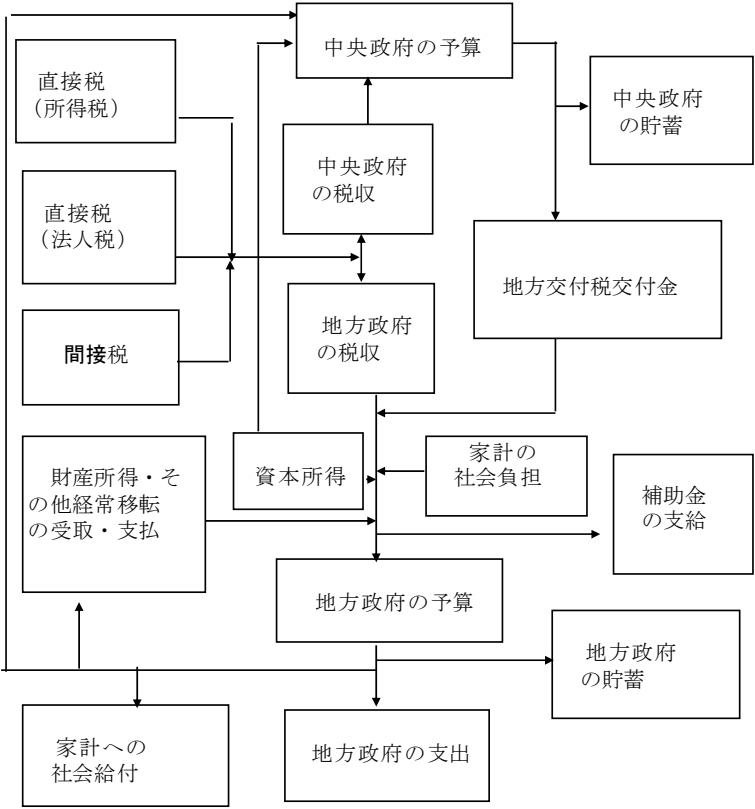 中央政府の予算
直接税
（所得税）
中央政府
の貯蓄
中央政府
の税収
直接税
（法人税）
地方交付税交付金
地方政府
の税収
間接税
家計の
社会負担
資本所得
財産所得・そ
の他経常移転
の受取・支払
補助金
の支給
地方政府の予算
地方政府
の貯蓄
家計への
社会給付
地方政府の支出